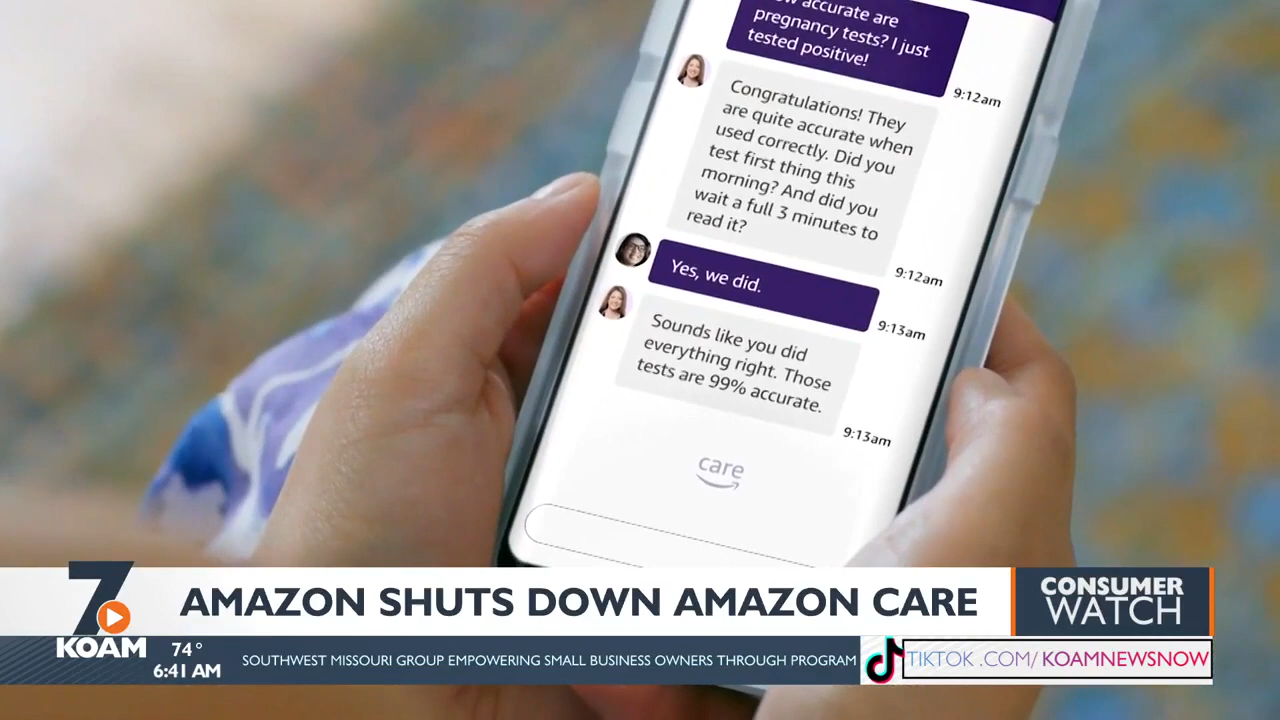 accurate are
pregnancy tests? I just
tested positive!
9:12am
Congratulations! They
are quite accurate when
used correctly. Did you
test first thing this
morning? And did you
wait a full 3 minutes to
read it?
9:12am
Yes, we did.
9:13am
Sounds like you did
everything right. Those
tests are 99% accurate.
9:13am
care
AMAZON SHUTS DOWN AMAZON CARE
CONSUMER
WATCH
7
KOAM
74°
6:41 AM
SOUTHWEST MISSOURI GROUP EMPOWERING SMALL BUSINESS OWNERS THROUGH PROGRAM
TIKTOK .COM/ KOAMNEWSNOW